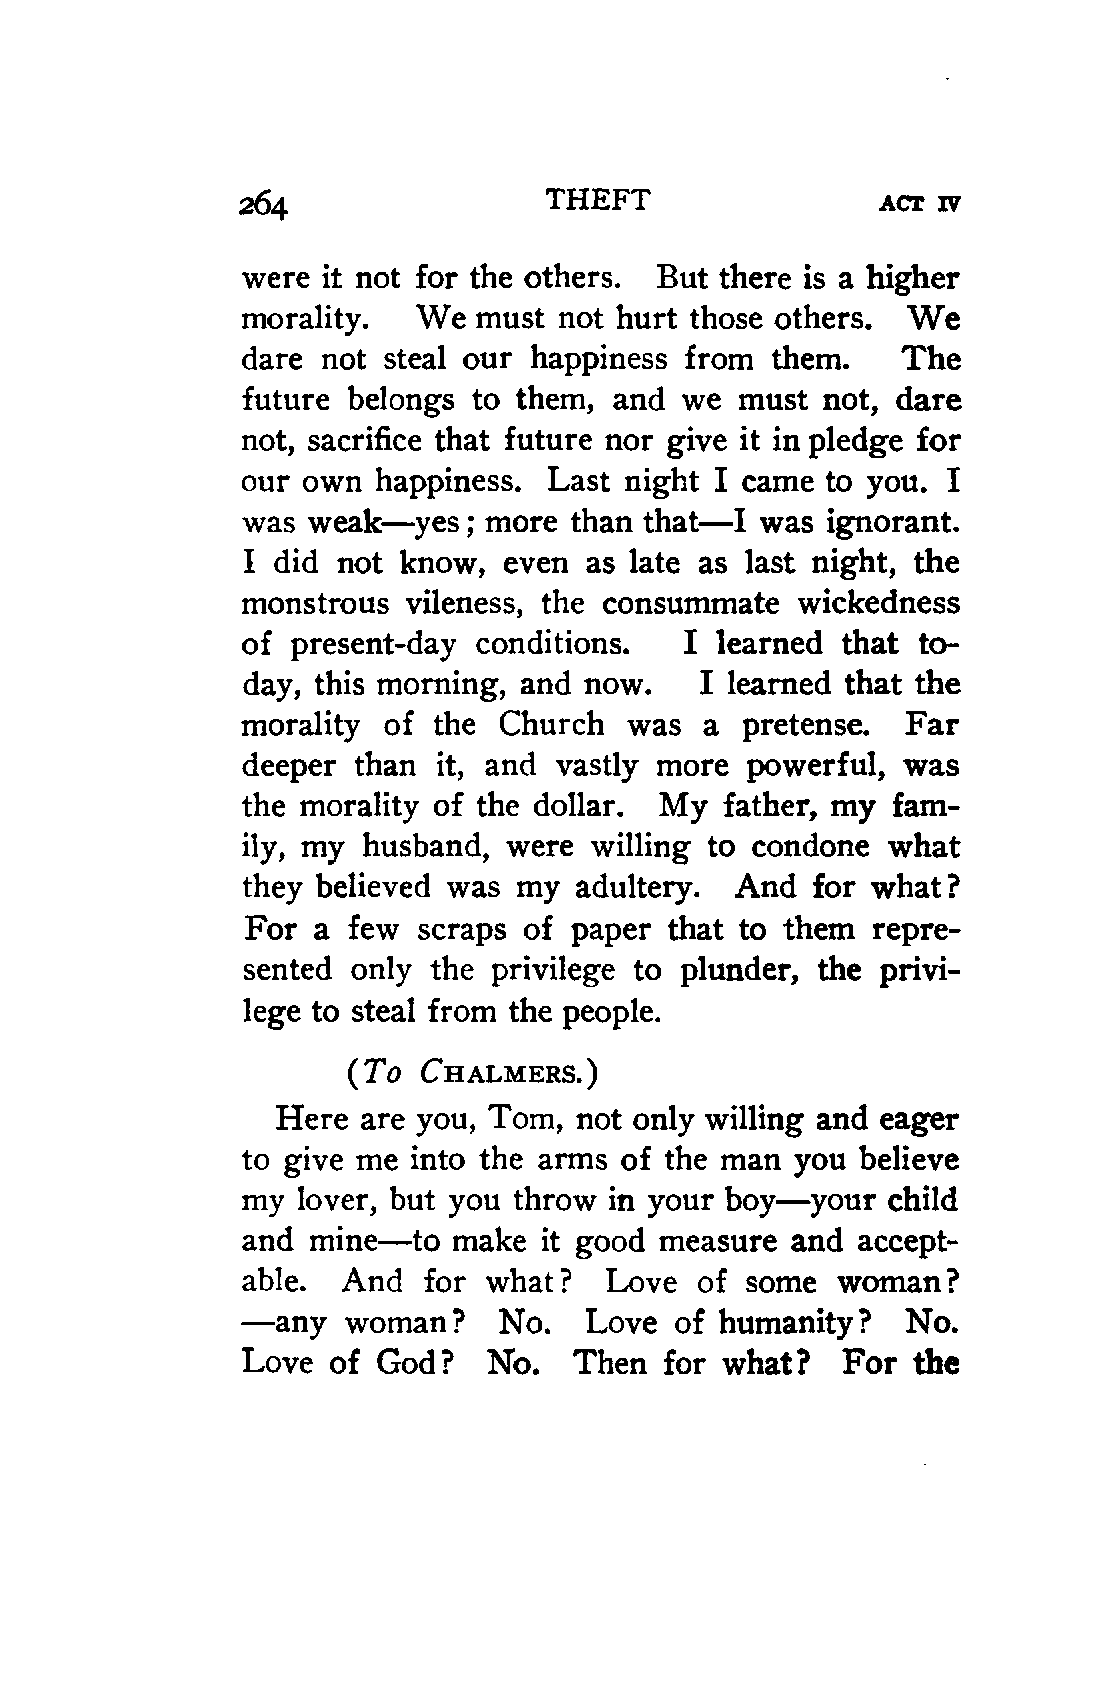 264 THEFT ACT IV
were it not for the others. But there is a higher
morality. We must not hurt those others. We
dare not steal our happiness from them. The
future belongs to them, and we must not, dare
not, sacrifice that future nor give it in pledge for
our own happiness. Last night I came to you. I
was weak—yes; more than that—I was ignorant.
I did not know, even as late as last night, the
monstrous vileness, the consummate wickedness
of present-day conditions. I learned that to-
day, this morning, and now. I learned that the
morality of the Church was a pretense. Far
deeper than it, and vastly more powerful, was
the morality of the dollar. My father, my fam-
ily, my husband, were willing to condone what
they believed was my adultery. And for what?
For a few scraps of paper that to them repre-
sented only the privilege to plunder, the privi-
lege to steal from the people.
(To CHALMERS.)
Here are you, Tom, not only willing and eager
to give me into the arms of the man you believe
my lover, but you throw in your boy—your child
and mine—to make it good measure and accept-
able. And for what? Love of some woman?
—any woman? No. Love of humanity? No.
Love of God? No. Then for what? For the